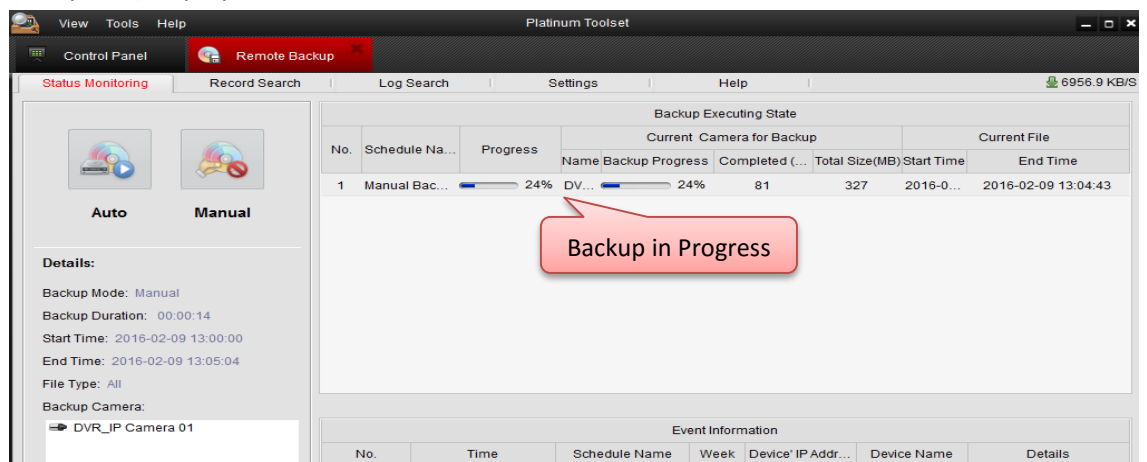 View Tools Help Platinum Toolset
Control Panel Remote Backup
Status Monitoring Record Search Log Search Settings Help 6956.9 KB/S
Backup Executing State
No. Schedule Na... Progress Current Camera for Backup Current File
Name Backup Progress Completed (... Total Size(MB) Start Time End Time
1 Manual Bac... 24% DV... 24% 81 327 2016-0... 2016-02-09 13:04:43
Auto Manual
Backup in Progress
Details:
Backup Mode: Manual
Backup Duration: 00:00:14
Start Time: 2016-02-09 13:00:00
End Time: 2016-02-09 13:05:04
File Type: All
Backup Camera:
DVR_IP Camera 01
Event Information
No. Time Schedule Name Week Device' IP Addr... Device Name Details